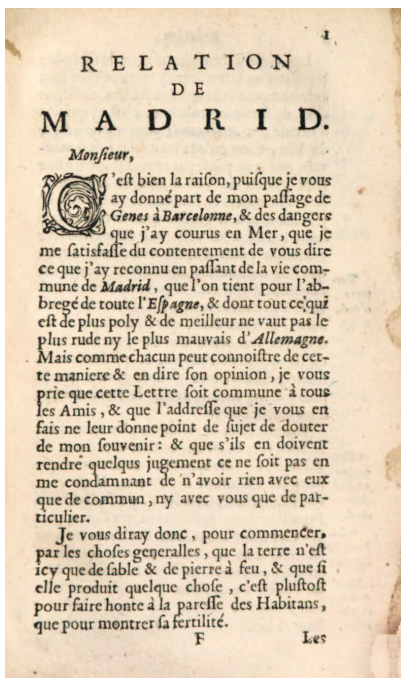 1
RELATION
DE
MADRID.
Monſieur,
C'eſt bien la raiſon, puiſque je vous
ay donné part de mon paſſage de
Genes à Barcelonne, & des dangers
que j'ay courus en Mer, que je
me ſatisfaſſe du contentement de vous dire
ce que j'ay reconnu en paſſant de la vie com-
mune de Madrid, que l'on tient pour l'ab-
bregé de toute l'Eſpagne, & dont tout ce qui
eſt de plus poly & de meilleur ne vaut pas le
plus rude ny le plus mauvais d'Allemagne.
Mais comme chacun peut connoiſtre de cet-
te maniere & en dire ſon opinion, je vous
prie que cette Lettre ſoit commune à tous
les Amis, & que l'addreſſe que je vous en
fais ne leur donne point de ſujet de douter
de mon ſouvenir: & que s'ils en doivent
rendre quelqus jugement ce ne ſoit pas en
me condamnant de n'avoir rien avec eux
que de commun, ny avec vous que de par-
ticulier.
Je vous diray donc, pour commencer,
par les choſes generalles, que la terre n'eſt
icy que de ſable & de pierre à feu, & que ſi
elle produit quelque choſe, c'eſt pluſtoſt
pour faire honte à la pareſſe des Habitans,
que pour montrer ſa fertilité.
F Les